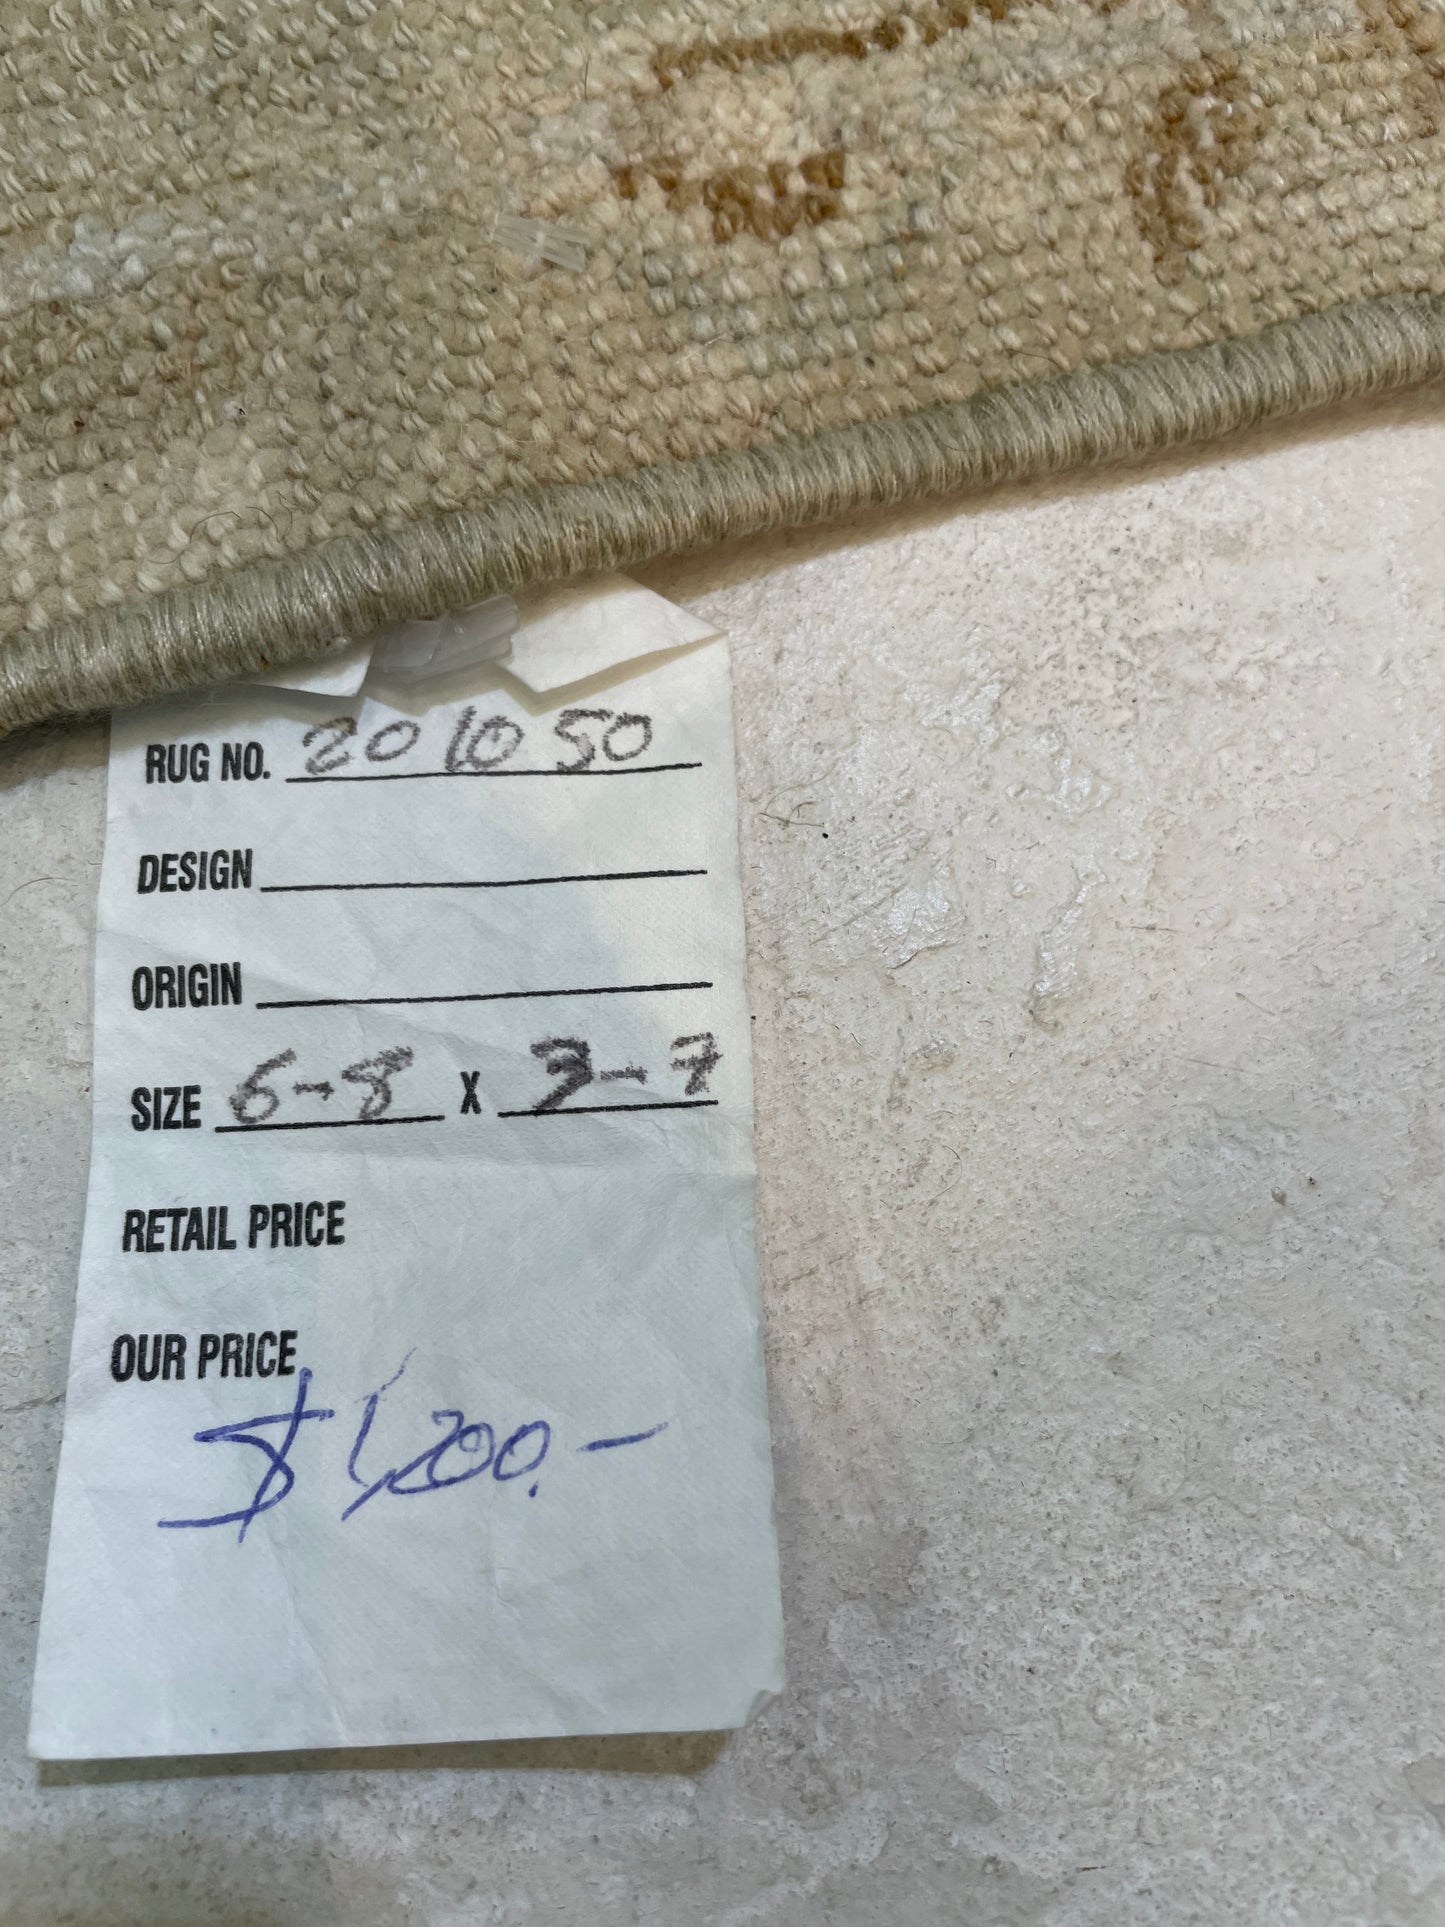 RUG NO. 201050
DESIGN
ORIGIN
SIZE 6-8 X 3-7
RETAIL PRICE
OUR PRICE
$1,200.-